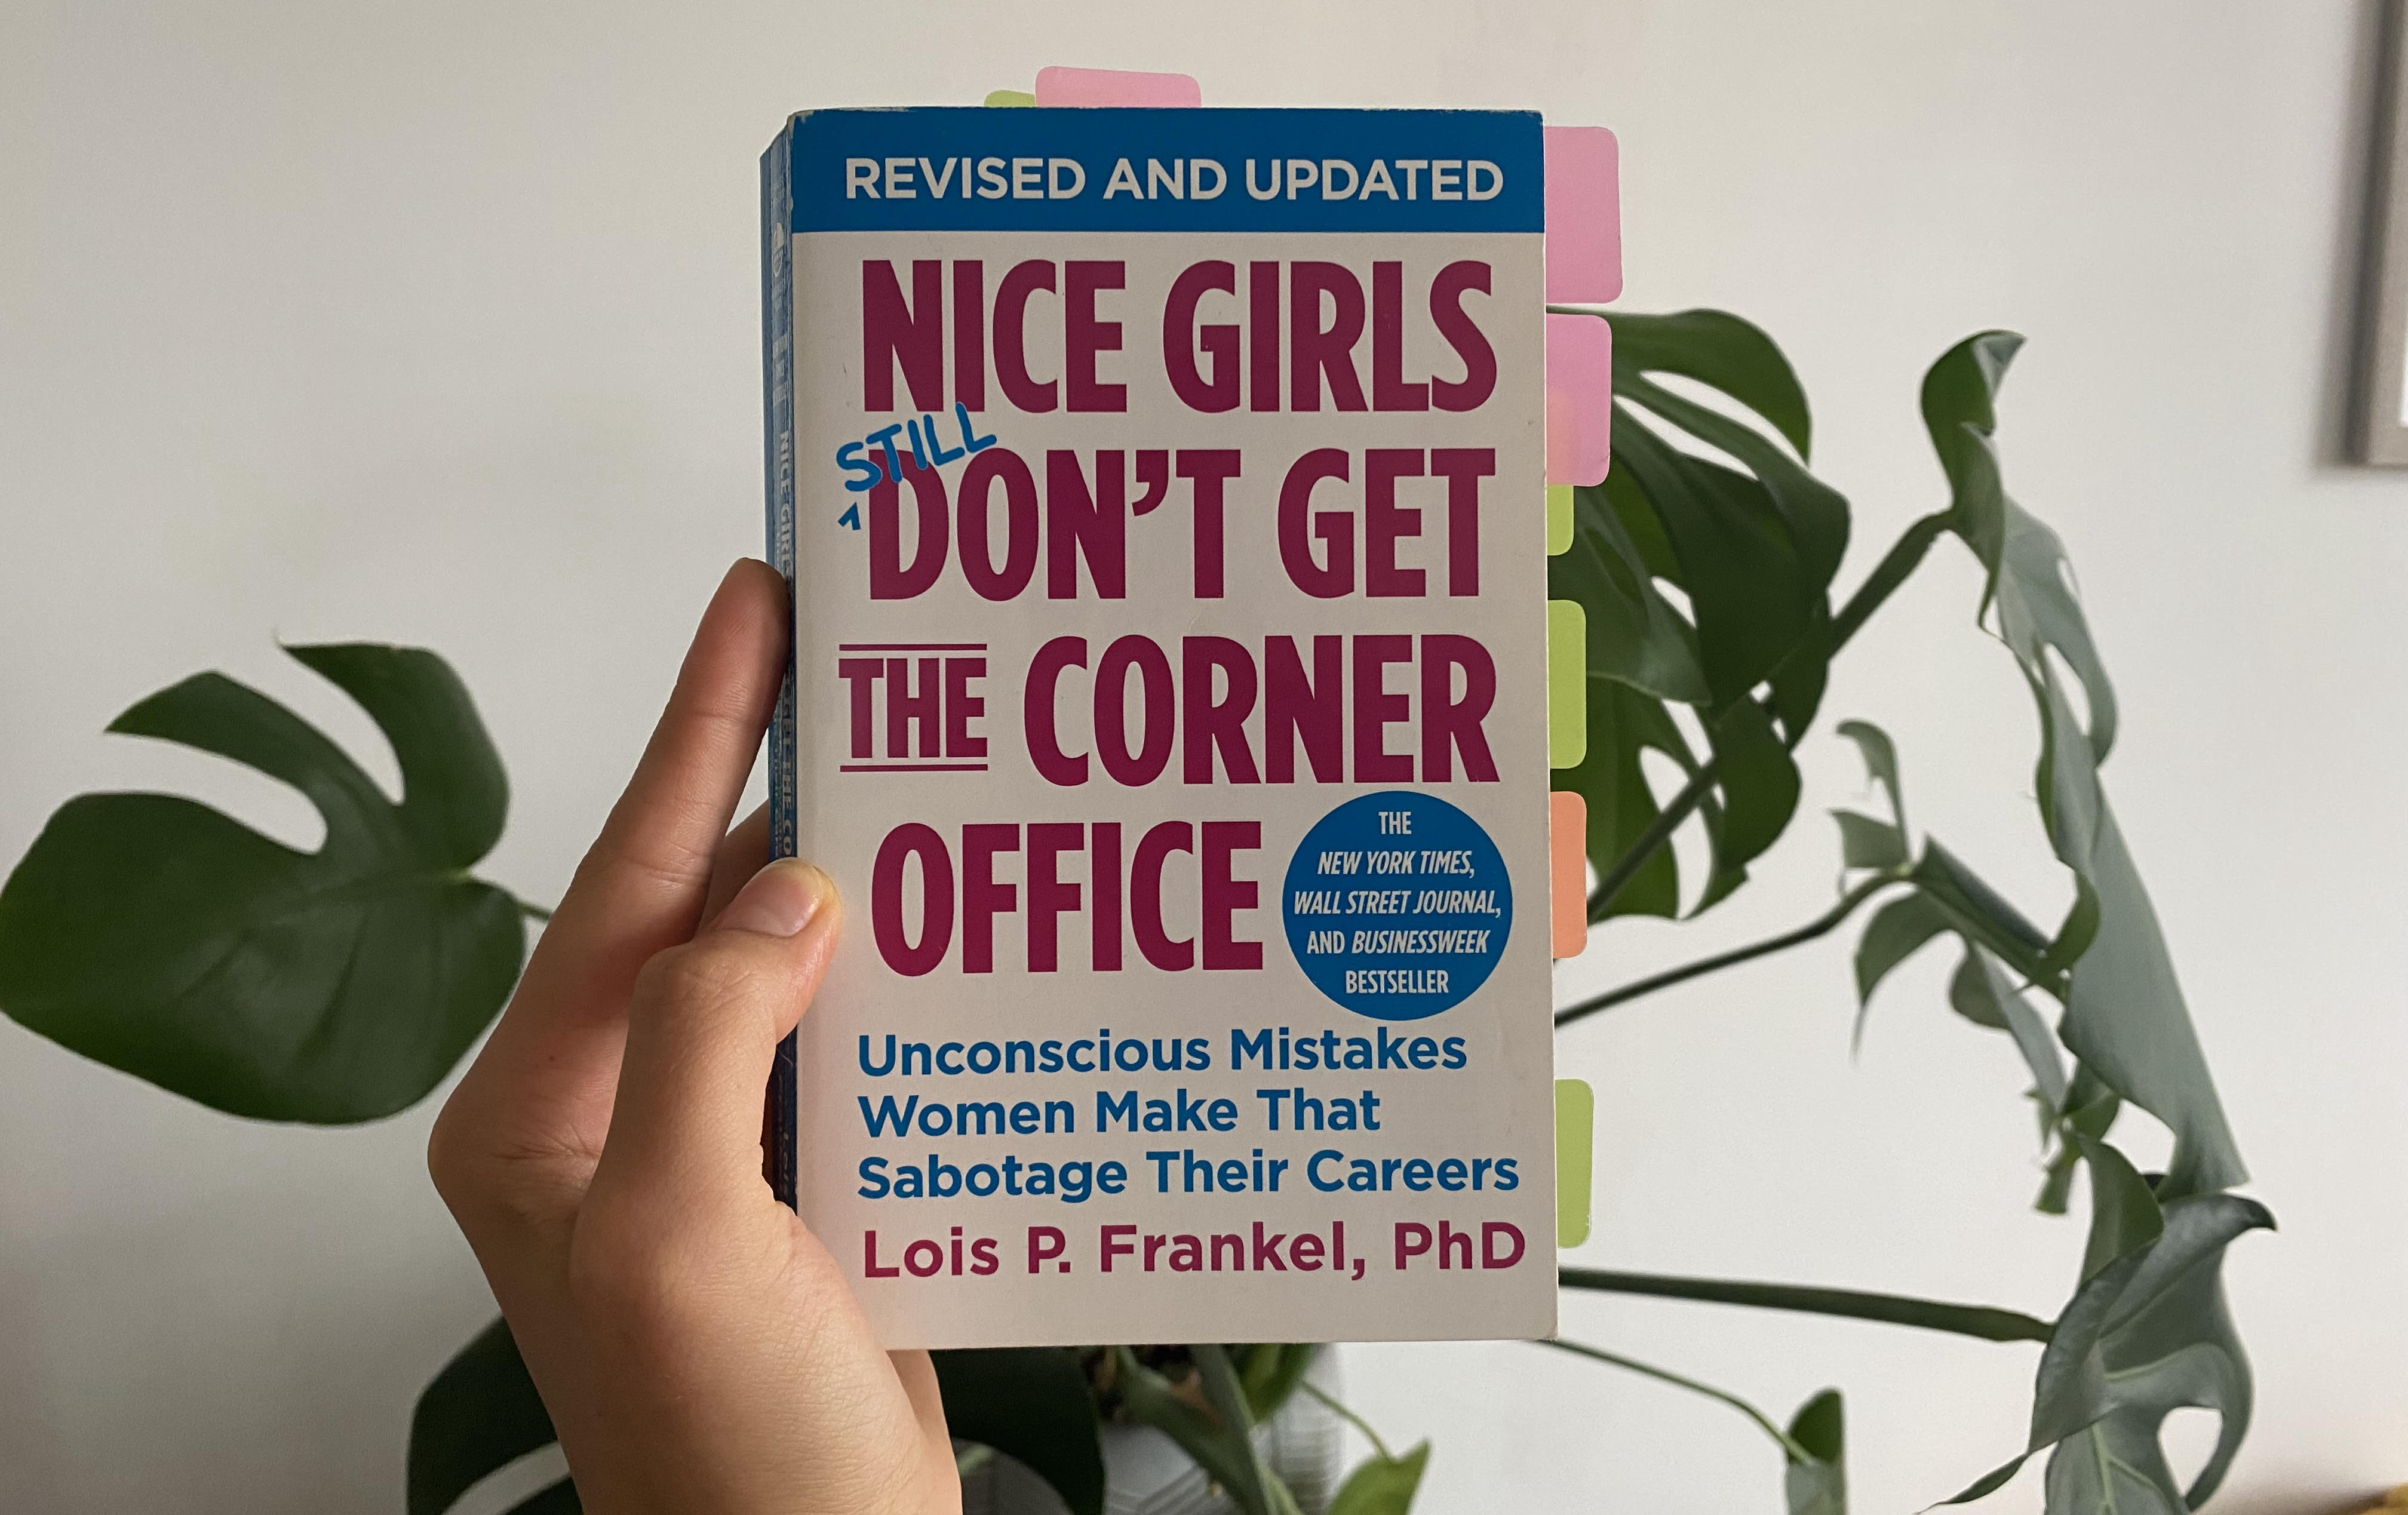 REVISED AND UPDATED
NICE GIRLS
STILL
DON'T GET
THE CORNER
OFFICE
THE
NEW YORK TIMES,
WALL STREET JOURNAL,
AND BUSINESSWEEK
BESTSELLER
Unconscious Mistakes
Women Make That
Sabotage Their Careers
Lois P. Frankel, PhD